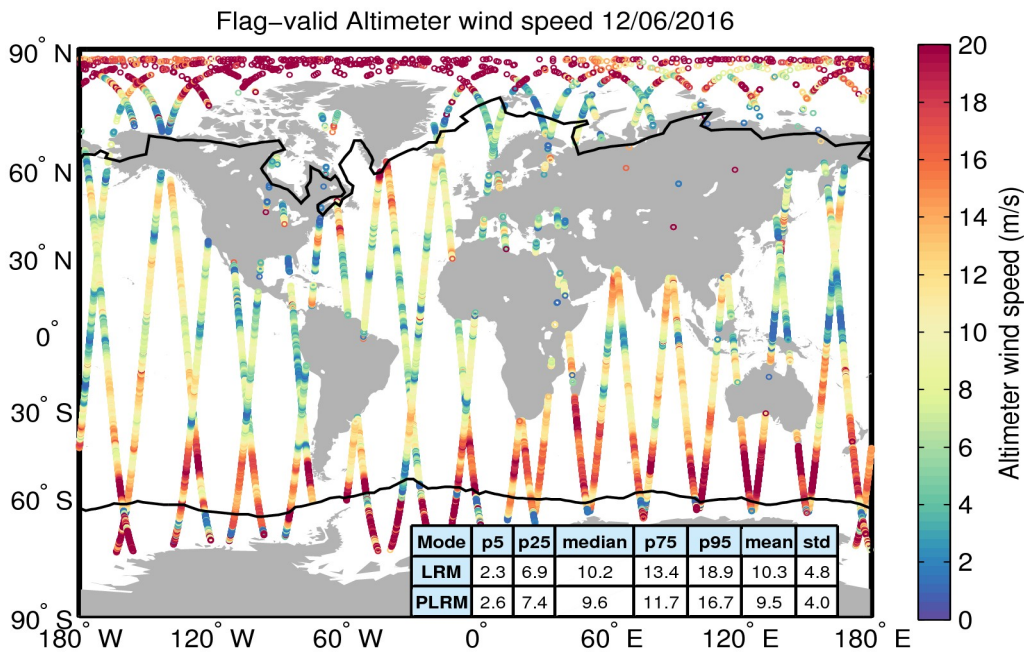 Flag−valid Altimeter wind speed 12/06/2016
90° N
60° N
30° N
0°
30° S
60° S
90° S
180° W
120° W
60° W
0°
60° E
120° E
180° E
Mode p5 p25 median p75 p95 mean std
LRM 2.3 6.9 10.2 13.4 18.9 10.3 4.8
PLRM 2.6 7.4 9.6 11.7 16.7 9.5 4.0
20
18
16
14
12
10
8
6
4
2
0
Altimeter wind speed (m/s)